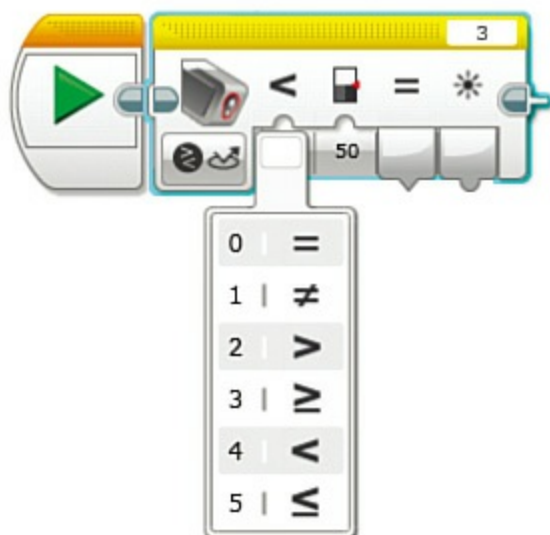 3
<
=
50
0 | =
1 | ≠
2 | >
3 | ≥
4 | <
5 | ≤